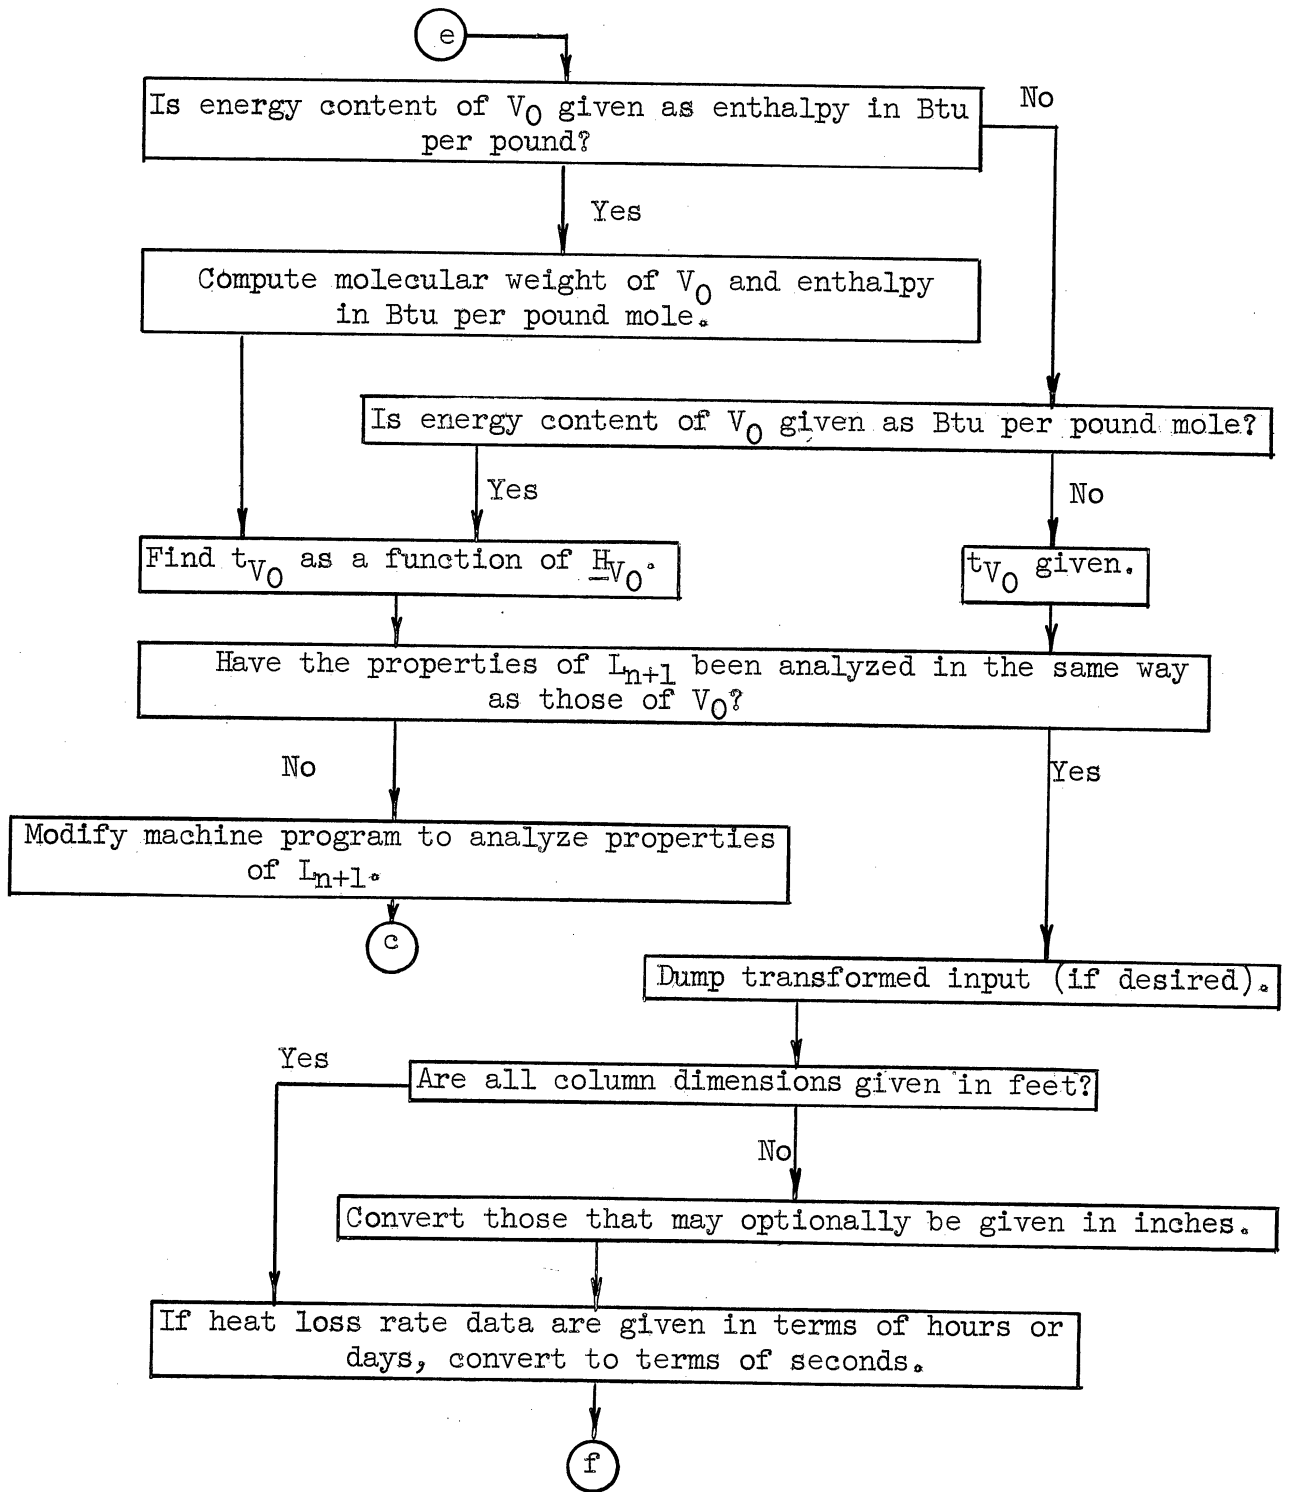 e
Is energy content of V0 given as enthalpy in Btu
per pound?
No
Yes
Compute molecular weight of V0 and enthalpy
in Btu per pound mole.
Is energy content of V0 given as Btu per pound mole?
Yes
No
Find tV0 as a function of HV0.
tV0 given.
Have the properties of Ln+1 been analyzed in the same way
as those of V0?
No
Yes
Modify machine program to analyze properties
of Ln+1.
c
Dump transformed input (if desired).
Yes
Are all column dimensions given in feet?
No
Convert those that may optionally be given in inches.
If heat loss rate data are given in terms of hours or
days, convert to terms of seconds.
f